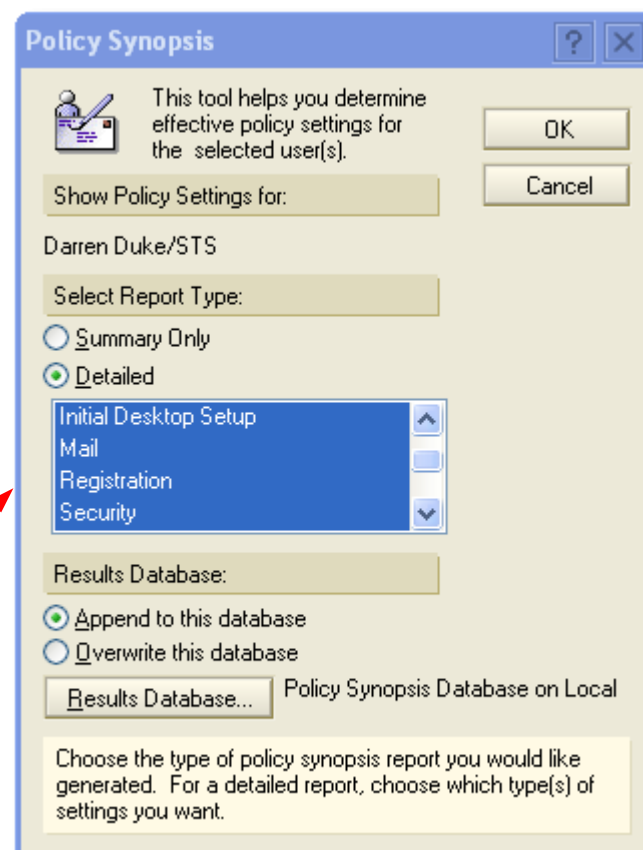 Policy Synopsis
This tool helps you determine
effective policy settings for
the selected user(s).
OK
Cancel
Show Policy Settings for:
Darren Duke/STS
Select Report Type:
Summary Only
Detailed
Initial Desktop Setup
Mail
Registration
Security
Results Database:
Append to this database
Overwrite this database
Results Database... Policy Synopsis Database on Local
Choose the type of policy synopsis report you would like
generated. For a detailed report, choose which type(s) of
settings you want.